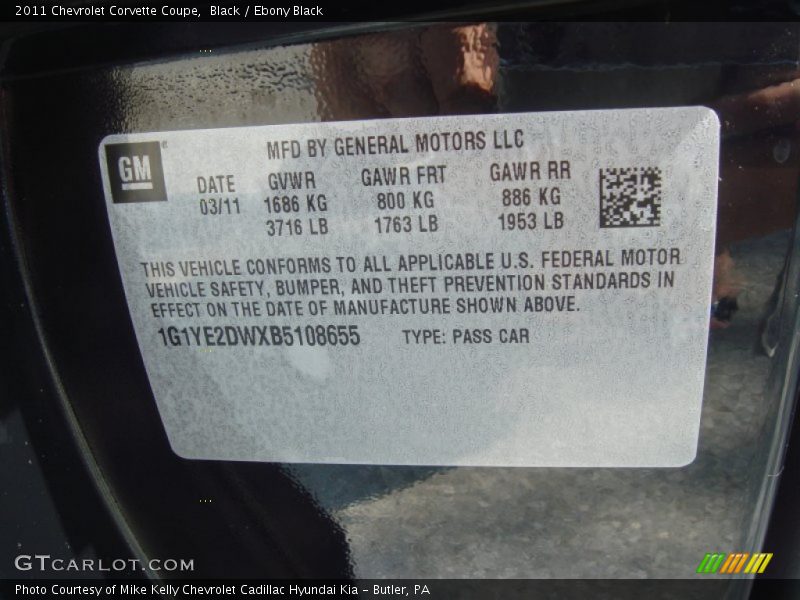 2011 Chevrolet Corvette Coupe,  Black / Ebony Black
GM
MFD BY GENERAL MOTORS LLC
DATE GVWR GAWR FRT GAWR RR
03/11 1686 KG 800 KG 886 KG
3716 LB 1763 LB 1953 LB
THIS VEHICLE CONFORMS TO ALL APPLICABLE U.S. FEDERAL MOTOR
VEHICLE SAFETY, BUMPER, AND THEFT PREVENTION STANDARDS IN
EFFECT ON THE DATE OF MANUFACTURE SHOWN ABOVE.
1G1YE2DWXB5108655 TYPE: PASS CAR
GTCARLOT.COM
Photo Courtesy of Mike Kelly Chevrolet Cadillac Hyundai Kia – Butler, PA